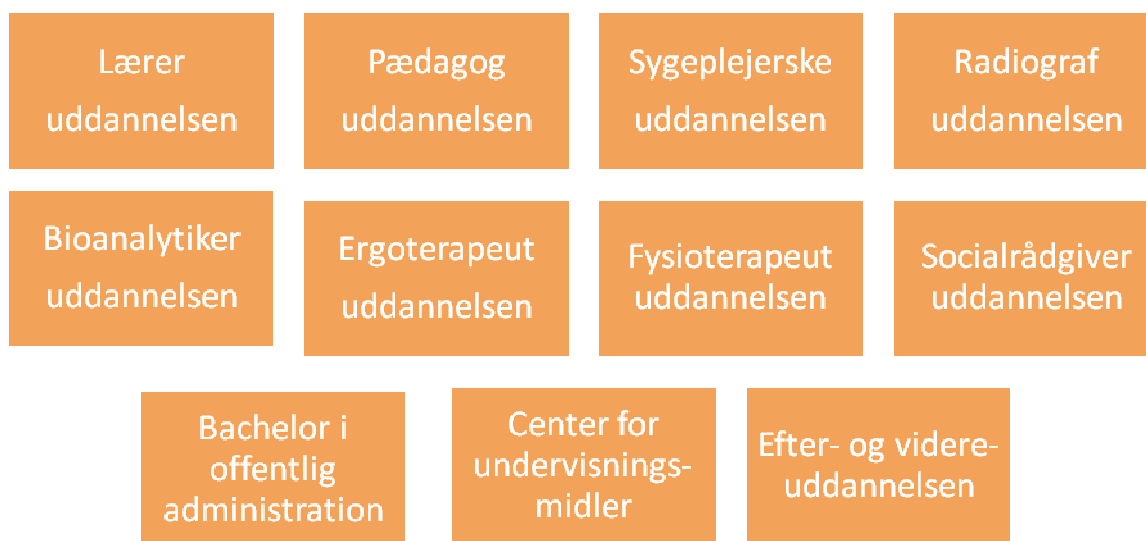 Lærer
uddannelsen
Pædagog
uddannelsen
Sygeplejerske
uddannelsen
Radiograf
uddannelsen
Bioanalytiker
uddannelsen
Ergoterapeut
uddannelsen
Fysioterapeut
uddannelsen
Socialrådgiver
uddannelsen
Bachelor i
offentlig
administration
Center for
undervisnings-
midler
Efter- og videre-
uddannelsen